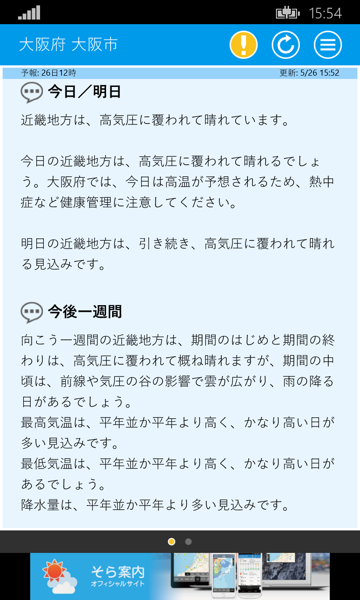 15:54
大阪府 大阪市
予報: 26日12時 更新: 5/26 15:52
今日／明日
近畿地方は、高気圧に覆われて晴れています。
今日の近畿地方は、高気圧に覆われて晴れるでしょ
う。大阪府では、今日は高温が予想されるため、熱中
症など健康管理に注意してください。
明日の近畿地方は、引き続き、高気圧に覆われて晴れ
る見込みです。
今後一週間
向こう一週間の近畿地方は、期間のはじめと期間の終
わりは、高気圧に覆われて概ね晴れますが、期間の中
頃は、前線や気圧の谷の影響で雲が広がり、雨の降る
日があるでしょう。
最高気温は、平年並か平年より高く、かなり高い日が
多い見込みです。
最低気温は、平年並か平年より高く、かなり高い日が
あるでしょう。
降水量は、平年並か平年より多い見込みです。
そら案内
オフィシャルサイト